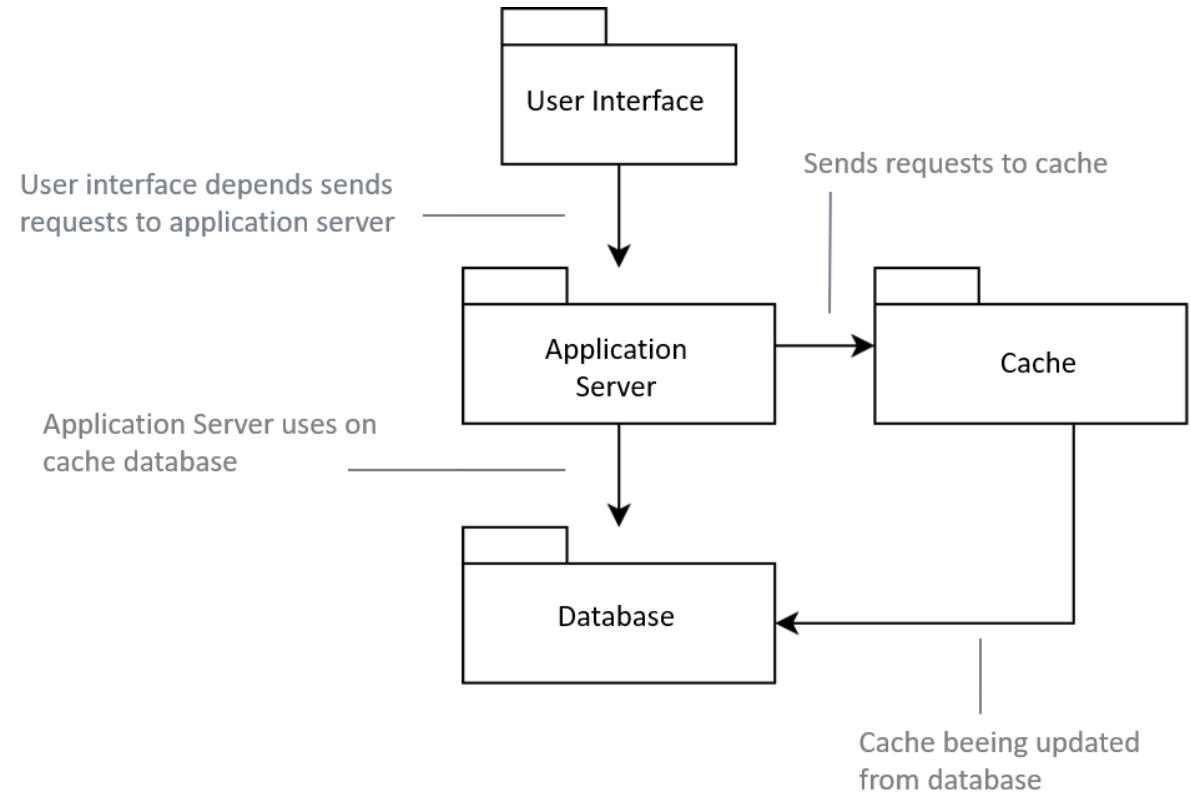 User Interface
User interface depends sends
requests to application server
Sends requests to cache
Application
Server
Cache
Application Server uses on
cache database
Database
Cache beeing updated
from database